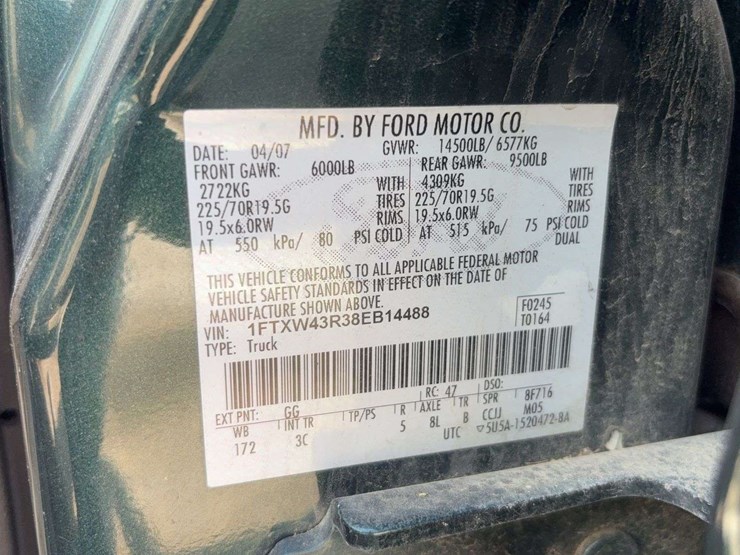 MFD. BY FORD MOTOR CO.
DATE: 04/07 GVWR: 14500LB/ 6577KG
FRONT GAWR: 6000LB REAR GAWR: 9500LB
2722KG WITH 4309KG WITH
225/70R19.5G TIRES 225/70R19.5G TIRES
19.5x6.0RW RIMS 19.5x6.0RW RIMS
AT 550 kPa/ 80 PSI COLD AT 515 kPa/ 75 PSI COLD
DUAL
THIS VEHICLE CONFORMS TO ALL APPLICABLE FEDERAL MOTOR
VEHICLE SAFETY STANDARDS IN EFFECT ON THE DATE OF
MANUFACTURE SHOWN ABOVE.
VIN: 1FTXW43R38EB14488 F0245
TYPE: Truck T0164
EXT PNT: GG RC: 47 DSO:
WB INT TR TP/PS R AXLE TR SPR 8F716
172 3C 5 8L B CCIJ M05
UTC ▽5U5A-1520472-BA